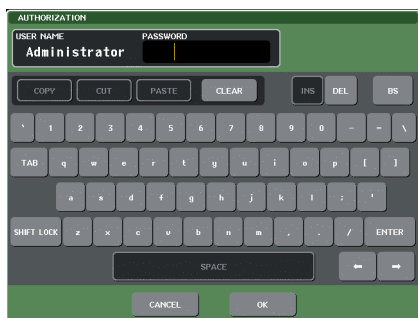 AUTHORIZATION
USER NAME PASSWORD
Administrator
COPY CUT PASTE CLEAR INS DEL BS
` 1 2 3 4 5 6 7 8 9 0 - = \
TAB q w e r t y u i o p [ ]
a s d f g h j k l ; '
SHIFT LOCK z x c v b n m , . / ENTER
SPACE ← →
CANCEL OK